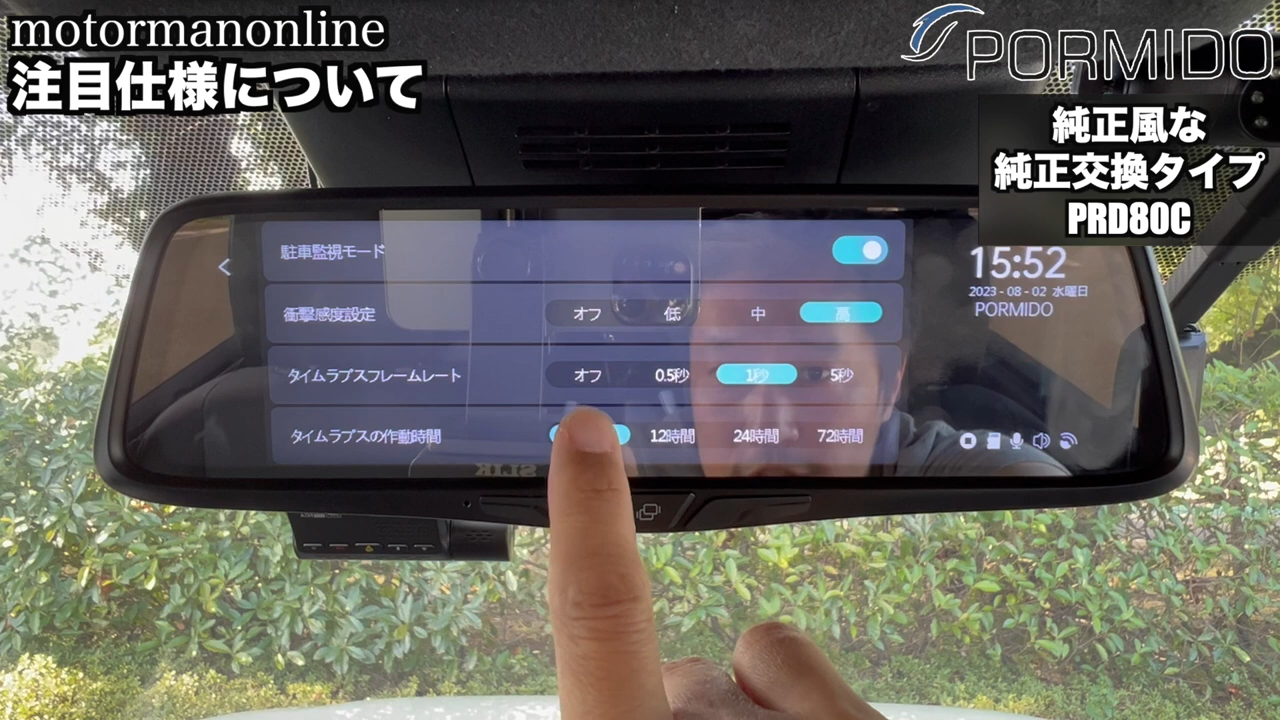 motormanonline
注目仕様について
PORMIDO
純正風な
純正交換タイプ
PRD80C
駐車監視モード
衝撃感度設定 オフ 低 中 高
タイムラプスフレームレート オフ 0.5秒 1秒 5秒
タイムラプスの作動時間 12時間 24時間 72時間
15:52
2023-08-02 水曜日
PORMIDO
SLIK